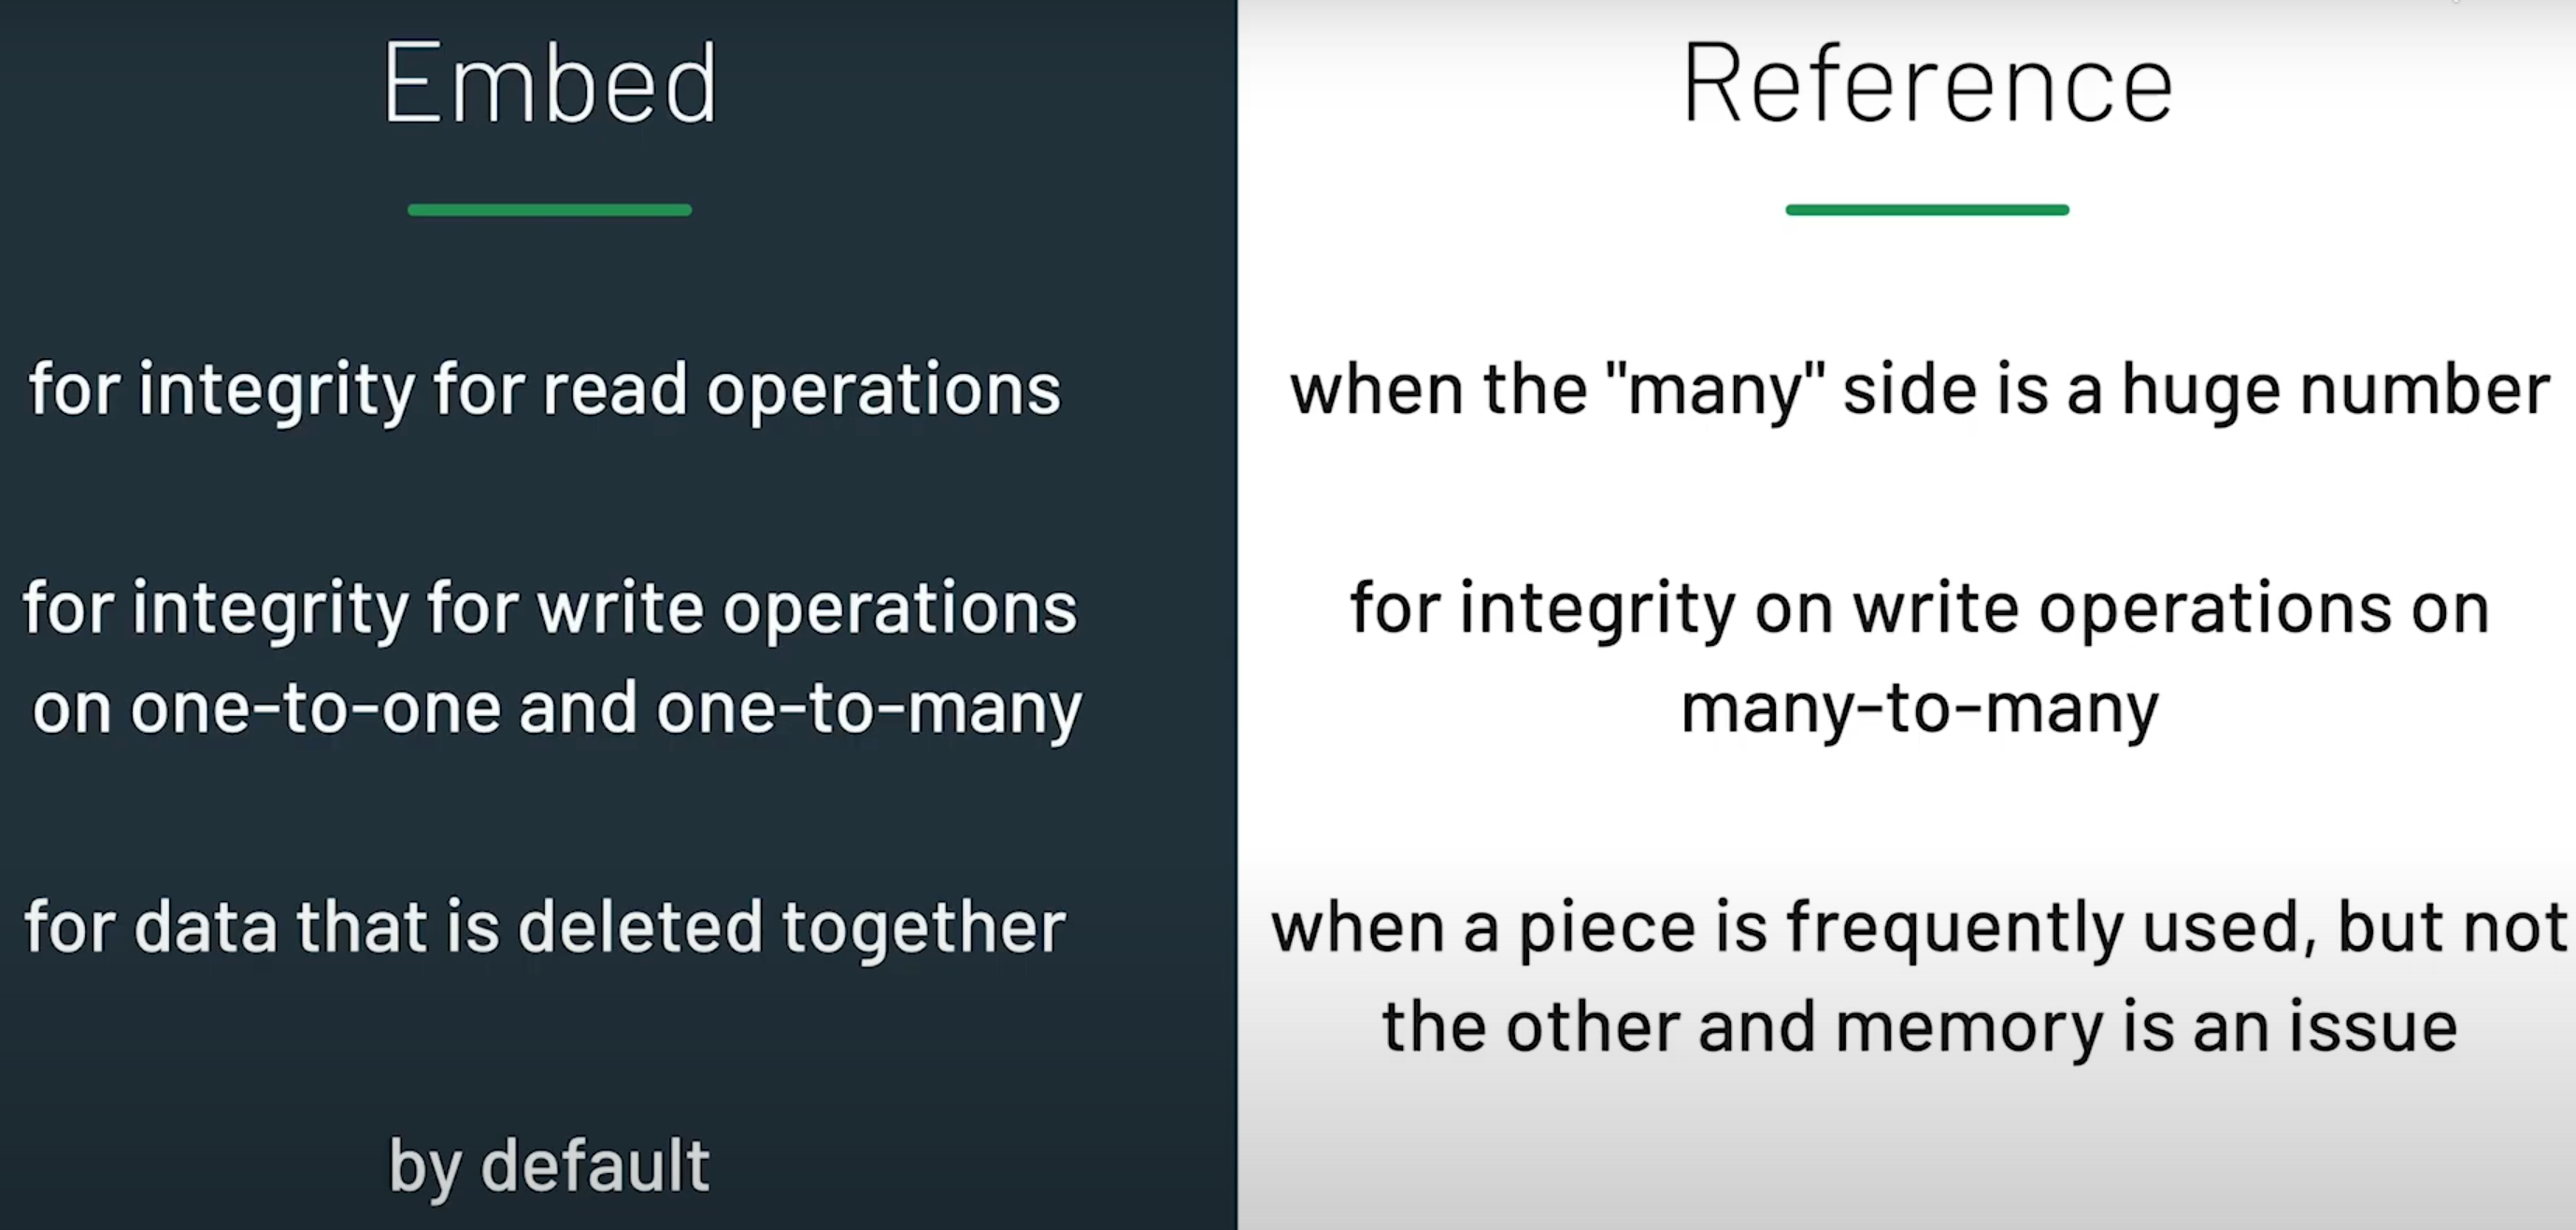 Embed
for integrity for read operations
for integrity for write operations
on one-to-one and one-to-many
for data that is deleted together
by default
Reference
when the "many" side is a huge number
for integrity on write operations on
many-to-many
when a piece is frequently used, but not
the other and memory is an issue